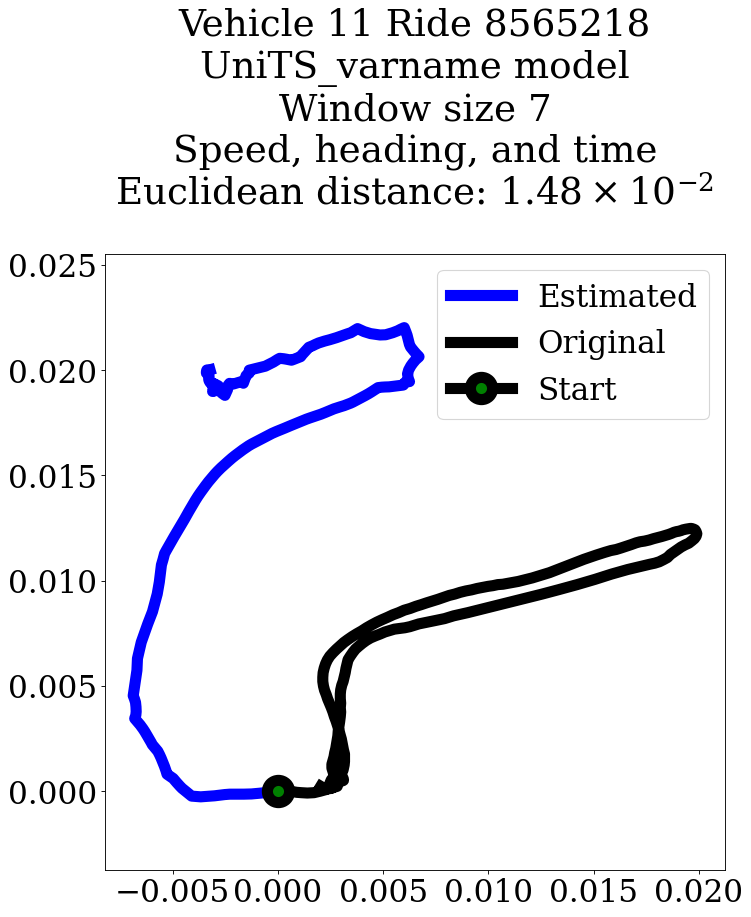 Vehicle 11 Ride 8565218
UniTS_varname model
Window size 7
Speed, heading, and time
Euclidean distance: 1.48 × 10⁻²
0.025
Estimated
Original
Start
0.020
0.015
0.010
0.005
0.000
−0.005 0.000 0.005 0.010 0.015 0.020